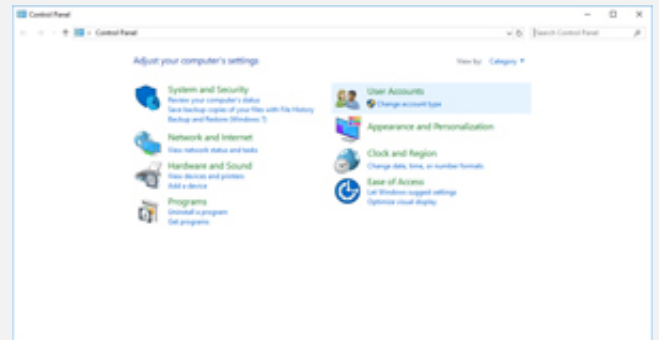 Control Panel
Control Panel
Search Control Panel
Adjust your computer's settings
View by: Category
System and Security
Review your computer's status
Save backup copies of your files with File History
Backup and Restore (Windows 7)
Network and Internet
View network status and tasks
Hardware and Sound
View devices and printers
Add a device
Programs
Uninstall a program
Get programs
User Accounts
Change account type
Appearance and Personalization
Clock and Region
Change date, time, or number formats
Ease of Access
Let Windows suggest settings
Optimize visual display